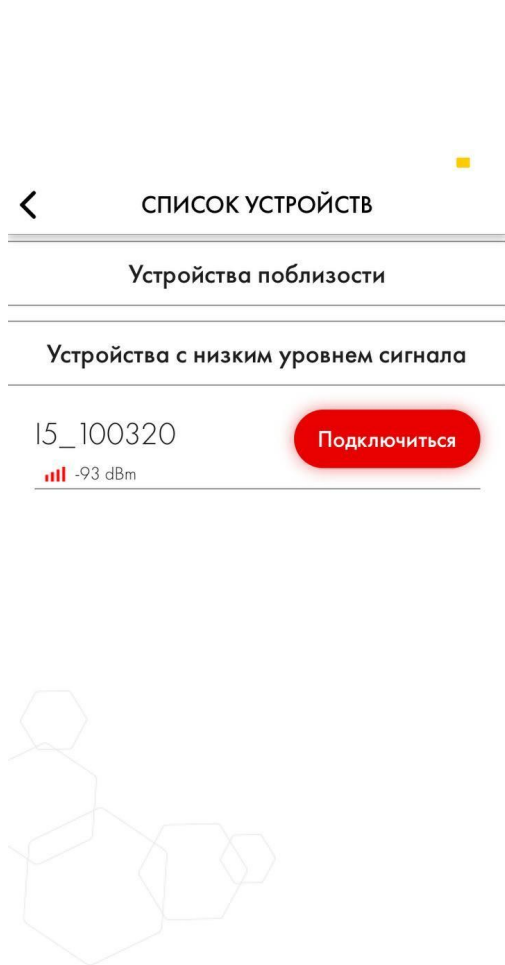 СПИСОК УСТРОЙСТВ
Устройства поблизости
Устройства с низким уровнем сигнала
I5_100320
Подключиться
-93 dBm